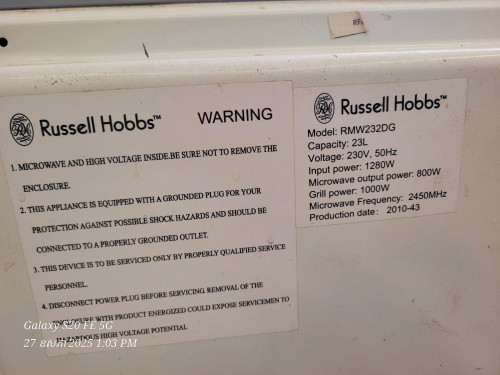 RF
Russell Hobbs™
WARNING
1. MICROWAVE AND HIGH VOLTAGE INSIDE.BE SURE NOT TO REMOVE THE
ENCLOSURE.
2. THIS APPLIANCE IS EQUIPPED WITH A GROUNDED PLUG FOR YOUR
PROTECTION AGAINST POSSIBLE SHOCK HAZARDS AND SHOULD BE
CONNECTED TO A PROPERLY GROUNDED OUTLET.
3. THIS DEVICE IS TO BE SERVICED ONLY BY PROPERLY QUALIFIED SERVICE
PERSONNEL.
4. DISCONNECT POWER PLUG BEFORE SERVICING REMOVAL OF THE
ENCLOSURE WITH PRODUCT ENERGIZED COULD EXPOSE SERVICEMEN TO
HAZARDOUS HIGH VOLTAGE POTENTIAL
Russell Hobbs™
Model: RMW232DG
Capacity: 23L
Voltage: 230V, 50Hz
Input power: 1280W
Microwave output power: 800W
Grill power: 1000W
Microwave Frequency: 2450MHz
Production date: 2010-43
Galaxy S20 FE 5G
27 2025 1:03 PM